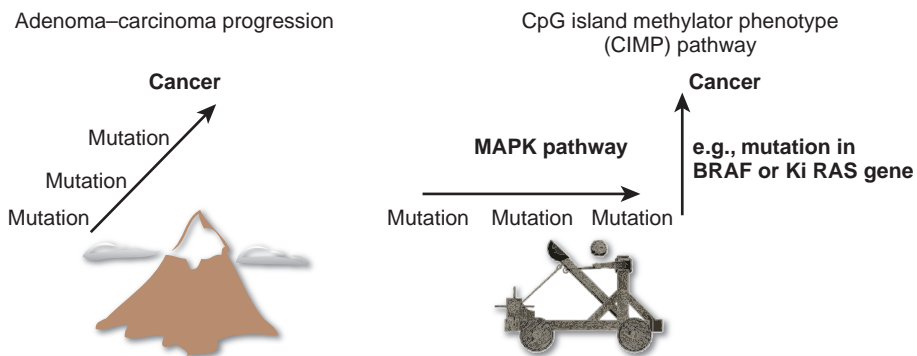 Adenoma–carcinoma progression
Cancer
Mutation
Mutation
Mutation
CpG island methylator phenotype
(CIMP) pathway
Cancer
MAPK pathway
e.g., mutation in
BRAF or Ki RAS gene
Mutation Mutation Mutation